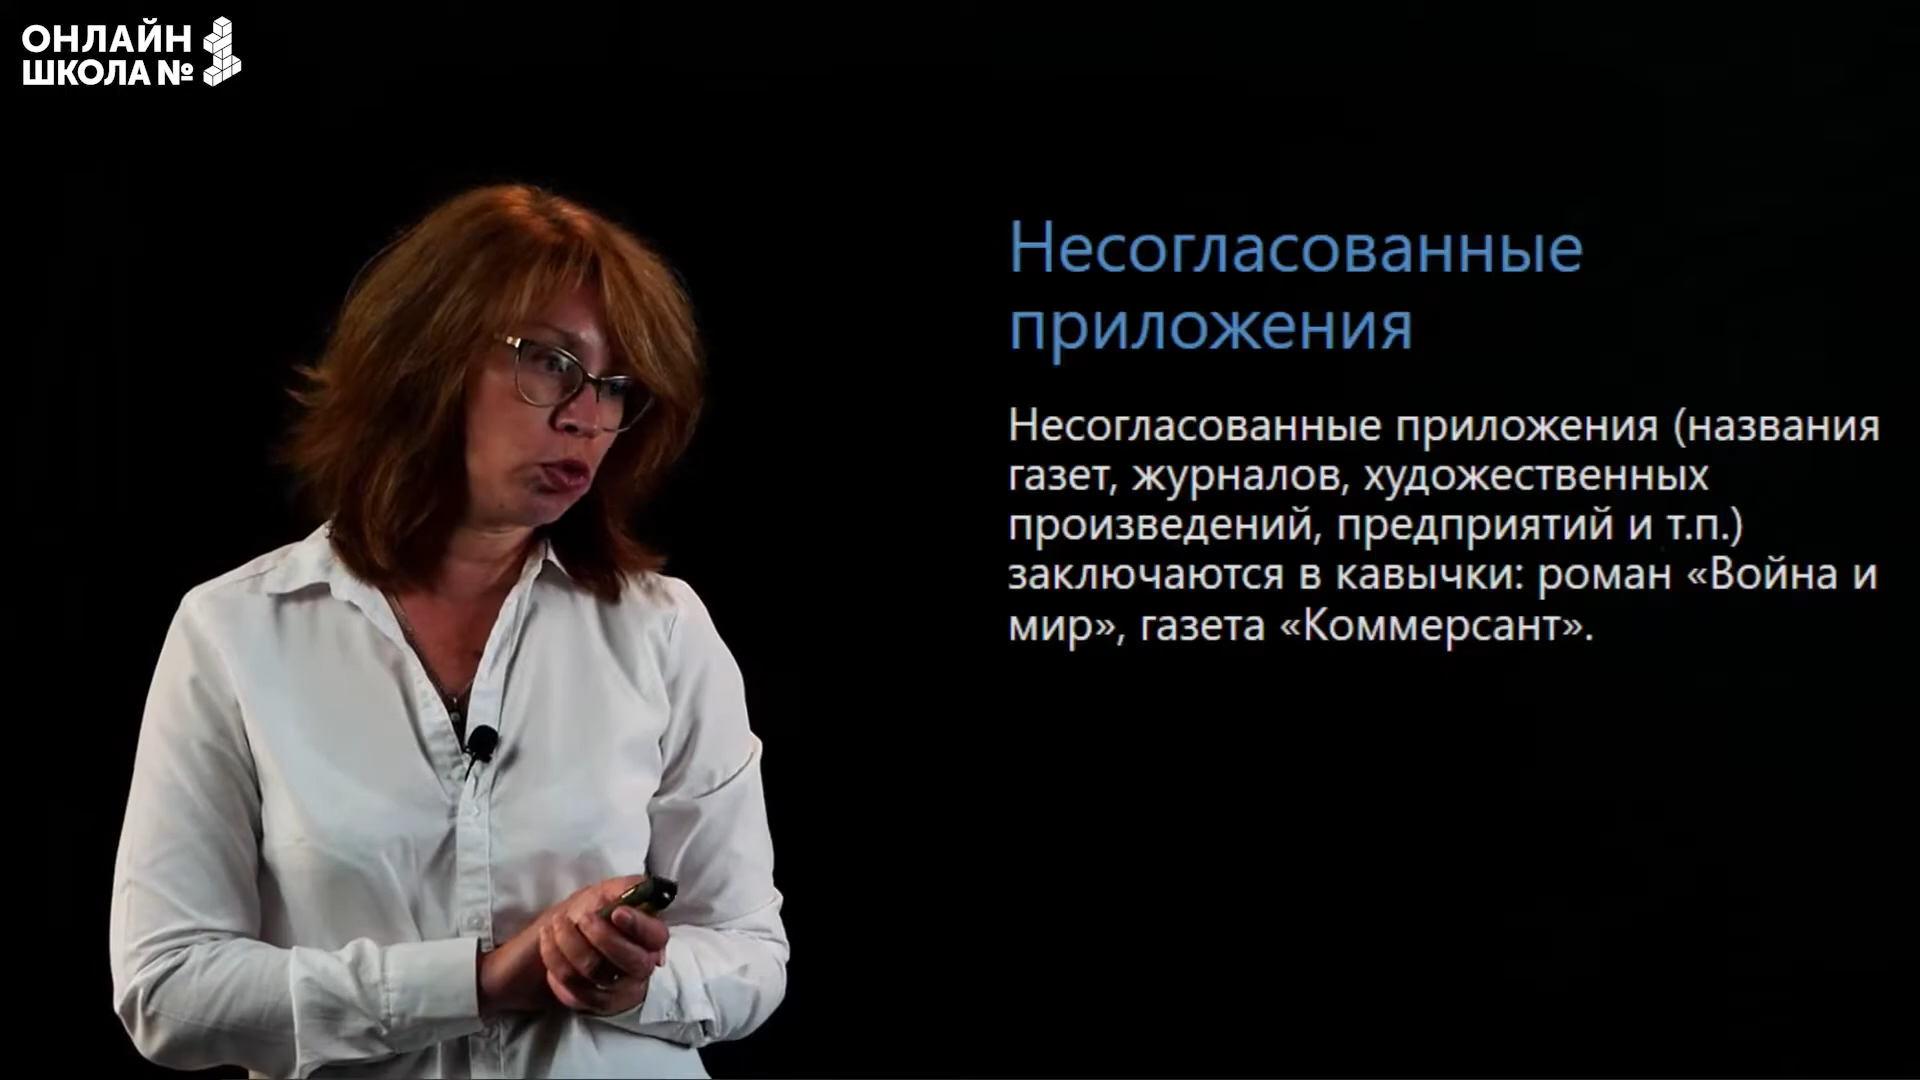 ОНЛАЙН
ШКОЛА №
Несогласованные
приложения
Несогласованные приложения (названия
газет, журналов, художественных
произведений, предприятий и т.п.)
заключаются в кавычки: роман «Война и
мир», газета «Коммерсант».